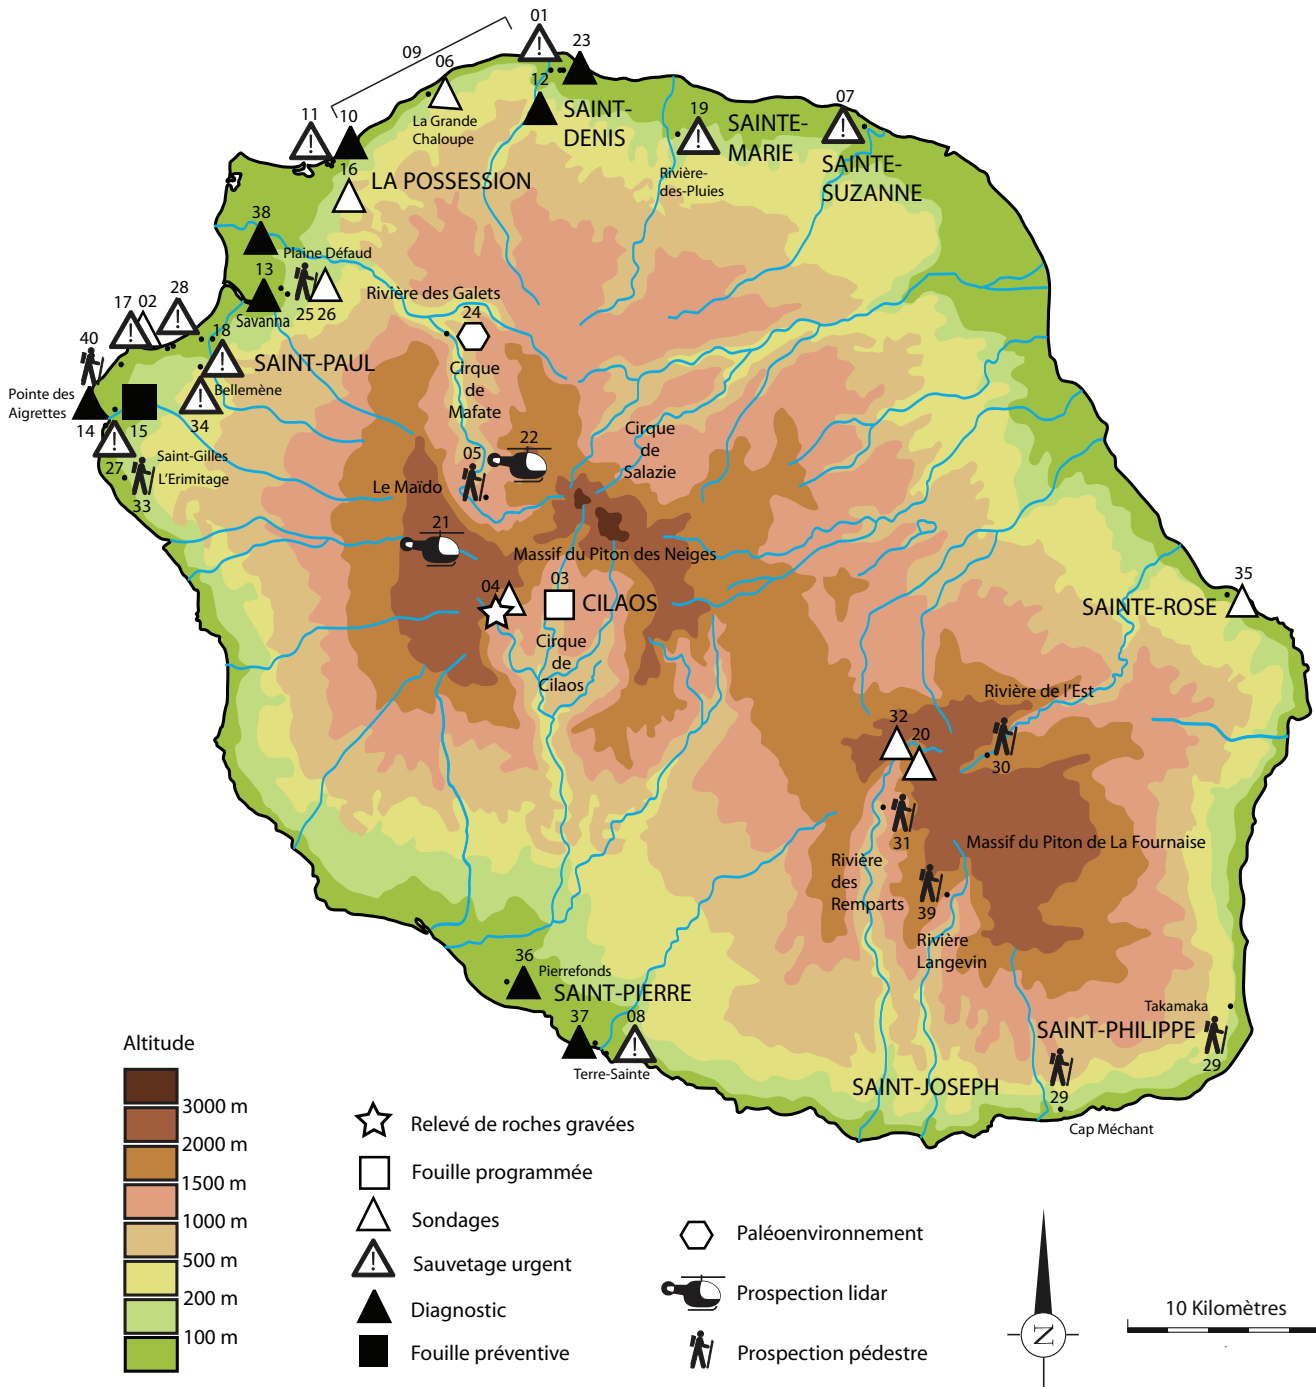 01
23
09
06
12
SAINT-
DENIS
La Grande
Chaloupe
11
10
16
LA POSSESSION
19
SAINTE-
MARIE
07
Rivière-
des-Pluies
SAINTE-
SUZANNE
38
Plaine Défaud
13
Savanna
25
26
Rivière des Galets
24
Cirque
de
Mafate
28
17
02
18
SAINT-PAUL
40
Bellemène
34
Pointe des
Aigrettes
14
15
27
Saint-Gilles
L'Erimitage
33
22
05
Cirque
de
Salazie
Le Maïdo
21
Massif du Piton des Neiges
04
03
CILAOS
Cirque
de
Cilaos
35
SAINTE-ROSE
Rivière de l'Est
32
20
30
31
Massif du Piton de La Fournaise
Rivière
des
Remparts
39
Rivière
Langevin
36
Pierrefonds
SAINT-PIERRE
37
08
Terre-Sainte
Takamaka
SAINT-PHILIPPE
29
SAINT-JOSEPH
29
Cap Méchant
Altitude
3000 m
2000 m
1500 m
1000 m
500 m
200 m
100 m
Relevé de roches gravées
Fouille programmée
Sondages
Sauvetage urgent
Diagnostic
Fouille préventive
Paléoenvironnement
Prospection lidar
Prospection pédestre
N
10 Kilomètres